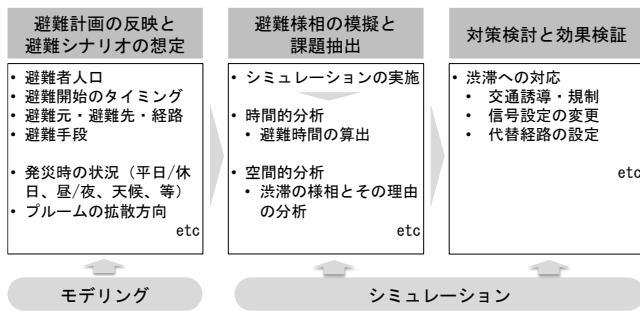 避難計画の反映と
避難シナリオの想定
• 避難者人口
• 避難開始のタイミング
• 避難元・避難先・経路
• 避難手段
• 発災時の状況（平日/休
日、昼/夜、天候、等）
• プルームの拡散方向
etc
避難様相の模擬と
課題抽出
• シミュレーションの実施
• 時間的分析
• 避難時間の算出
• 空間的分析
• 渋滞の様相とその理由
の分析
etc
対策検討と効果検証
• 渋滞への対応
• 交通誘導・規制
• 信号設定の変更
• 代替経路の設定
etc
モデリング
シミュレーション